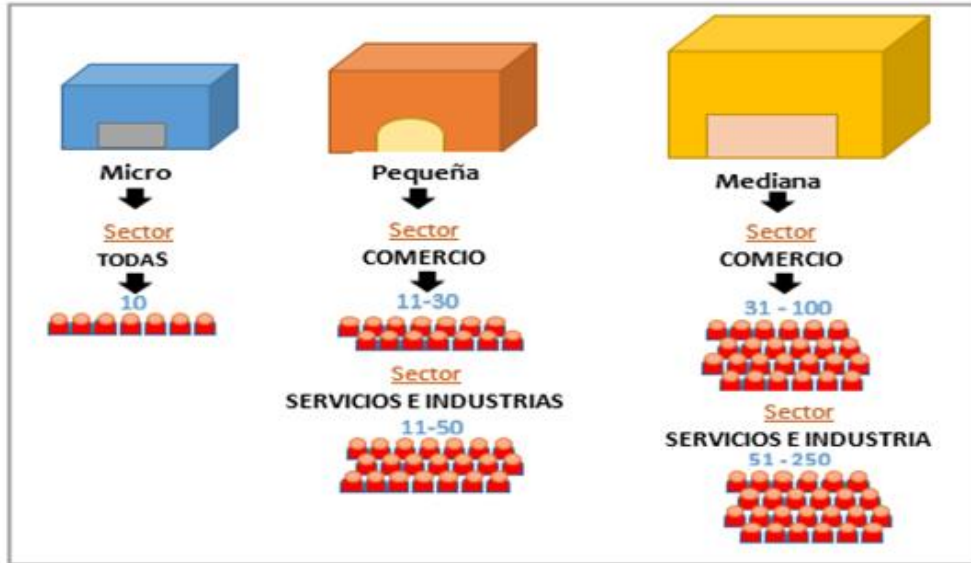 Micro
Sector
TODAS
10
Pequeña
Sector
COMERCIO
11-30
Sector
SERVICIOS E INDUSTRIAS
11-50
Mediana
Sector
COMERCIO
31 - 100
Sector
SERVICIOS E INDUSTRIA
51 - 250